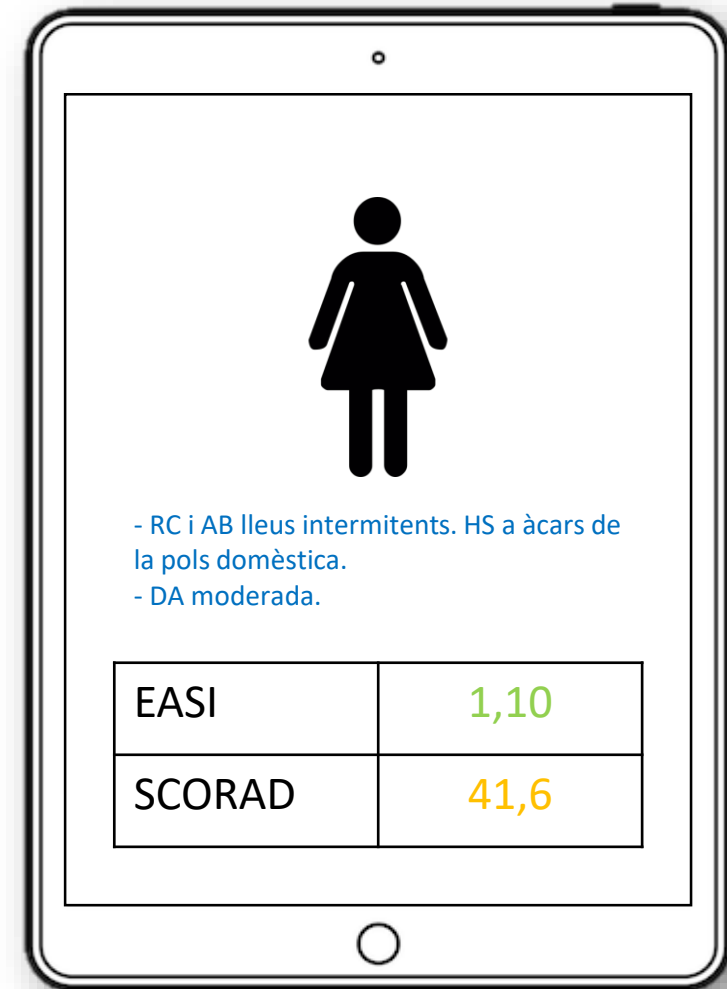 - RC i AB lleus intermitents. HS a àcars de
la pols domèstica.
- DA moderada.
EASI 1,10
SCORAD 41,6